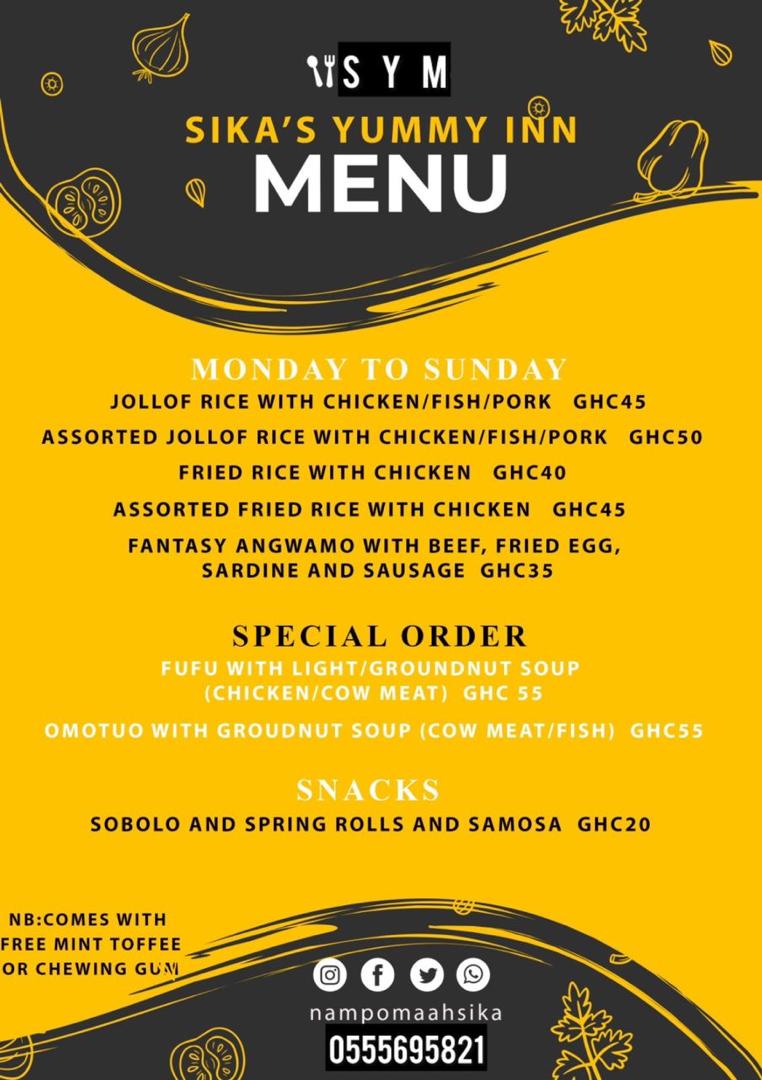 S Y M
SIKA'S YUMMY INN
MENU
MONDAY TO SUNDAY
JOLLOF RICE WITH CHICKEN/FISH/PORK GHC45
ASSORTED JOLLOF RICE WITH CHICKEN/FISH/PORK GHC50
FRIED RICE WITH CHICKEN GHC40
ASSORTED FRIED RICE WITH CHICKEN GHC45
FANTASY ANGWAMO WITH BEEF, FRIED EGG,
SARDINE AND SAUSAGE GHC35
SPECIAL ORDER
FUFU WITH LIGHT/GROUNDNUT SOUP
(CHICKEN/COW MEAT) GHC 55
OMOTUO WITH GROUDNUT SOUP (COW MEAT/FISH) GHC55
SNACKS
SOBOLO AND SPRING ROLLS AND SAMOSA GHC20
NB:COMES WITH
FREE MINT TOFFEE
OR CHEWING GUM
nampomaahsika
0555695821